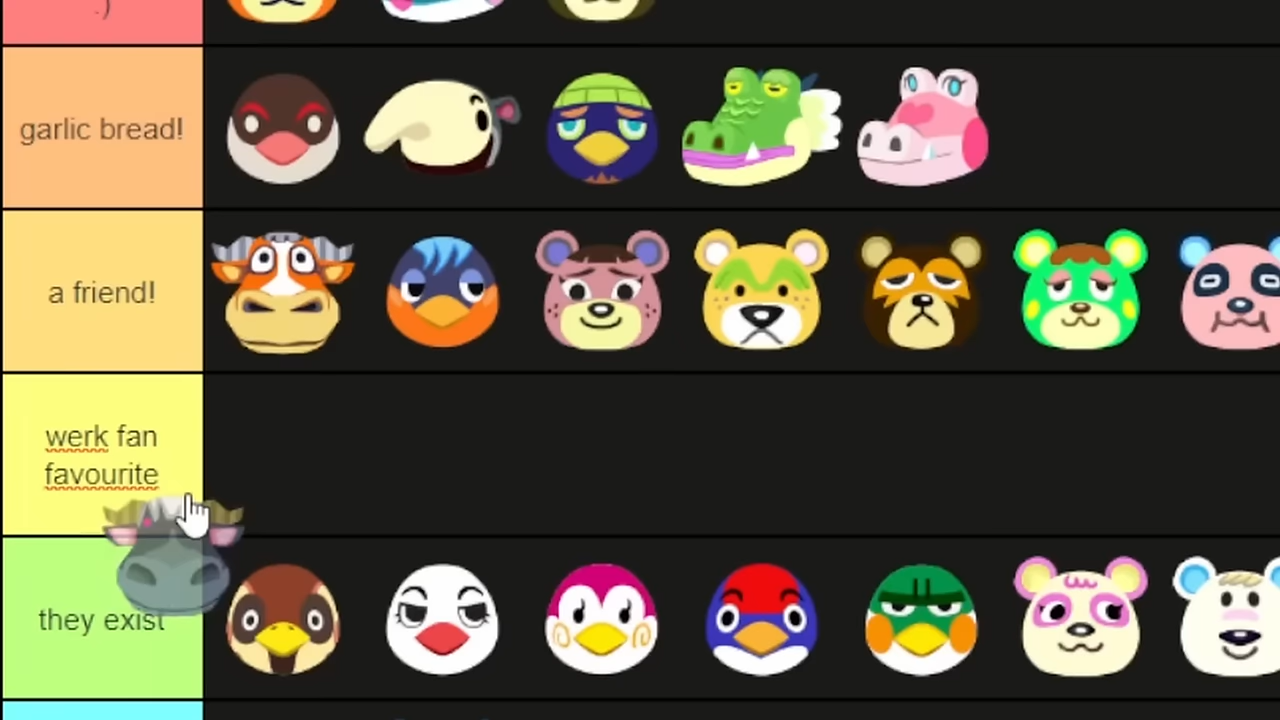 :)
garlic bread!
a friend!
werk fan
favourite
they exist